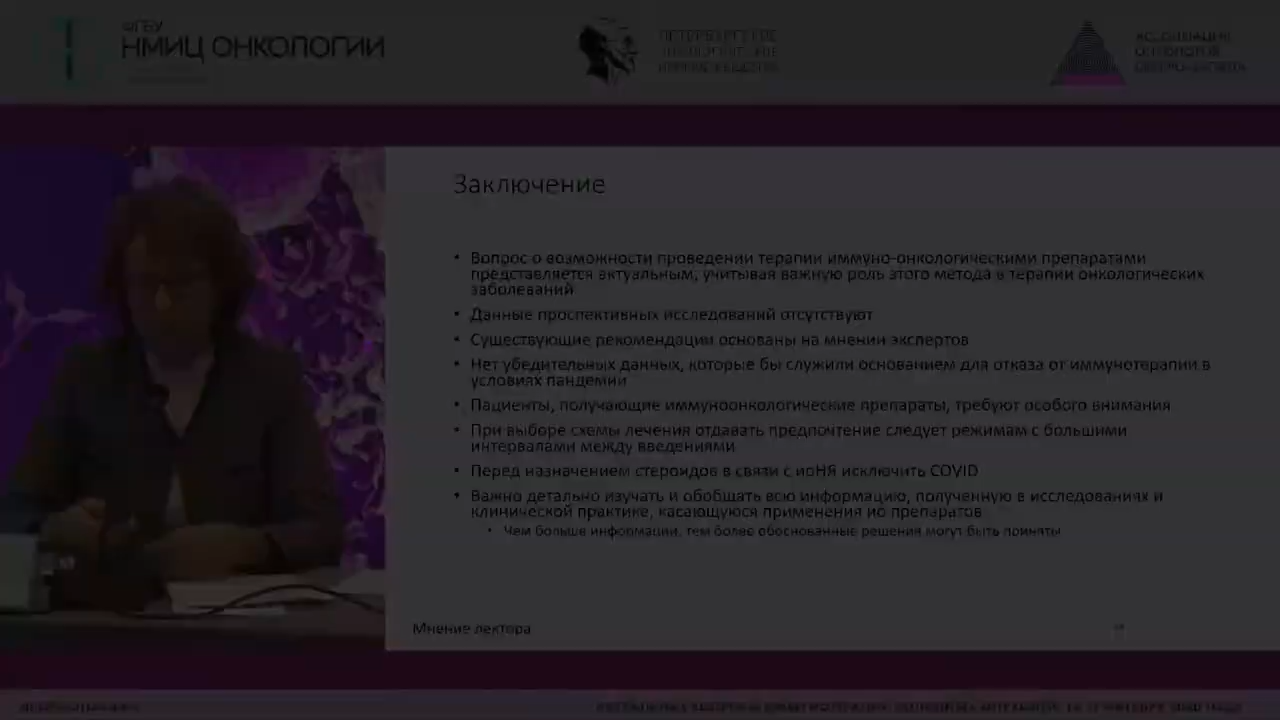 ФГБУ
НМИЦ ОНКОЛОГИИ
ПЕТЕРБУРГСКИЕ
АССОЦИАЦИЯ
ОНКОЛОГОВ
Заключение
• Вопрос о возможности проведении терапии иммуно-онкологическими препаратами
представляется актуальным, учитывая важную роль этого метода в терапии онкологических
заболеваний
• Данные проспективных исследований отсутствуют
• Существующие рекомендации основаны на мнении экспертов
• Нет убедительных данных, которые бы служили основанием для отказа от иммунотерапии в
условиях пандемии
• Пациенты, получающие иммуноонкологические препараты, требуют особого внимания
• При выборе схемы лечения отдавать предпочтение следует режимам с большими
интервалами между введениями
• Перед назначением стероидов в связи с иоНЯ исключить COVID
• Важно детально изучать и обобщать всю информацию, полученную в исследованиях и
клинической практике, касающуюся применения ио препаратов
• Чем больше информации, тем более обоснованные решения могут быть приняты
Мнение лектора